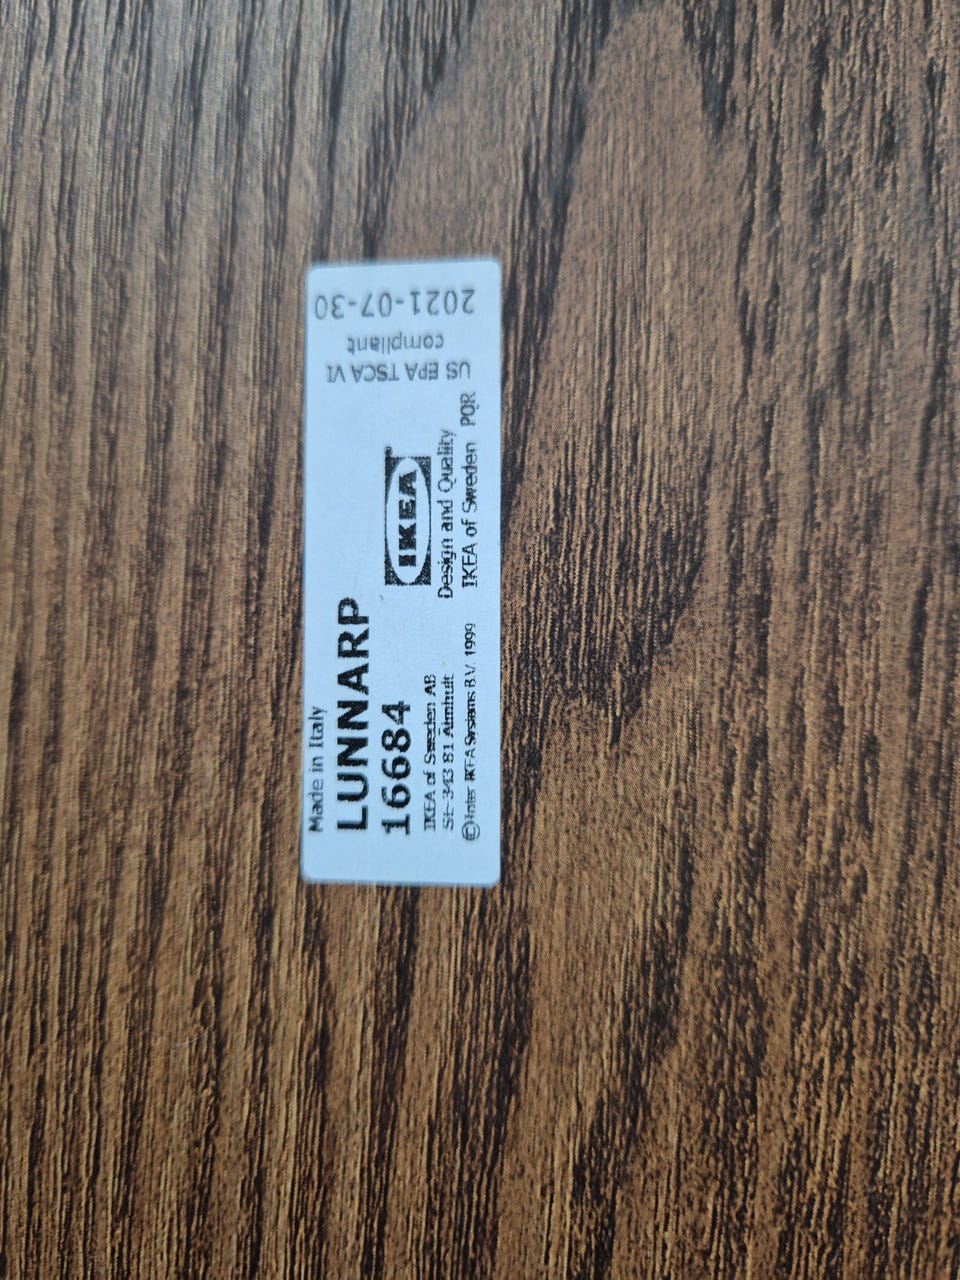 Made in Italy
LUNNARP
16684
IKEA of Sweden AB
SE-343 81 Älmhult
© Inter IKEA Systems B.V. 1999
IKEA
Design and Quality
IKEA of Sweden PQR
US EPA TSCA VI
compliant
2021-07-30